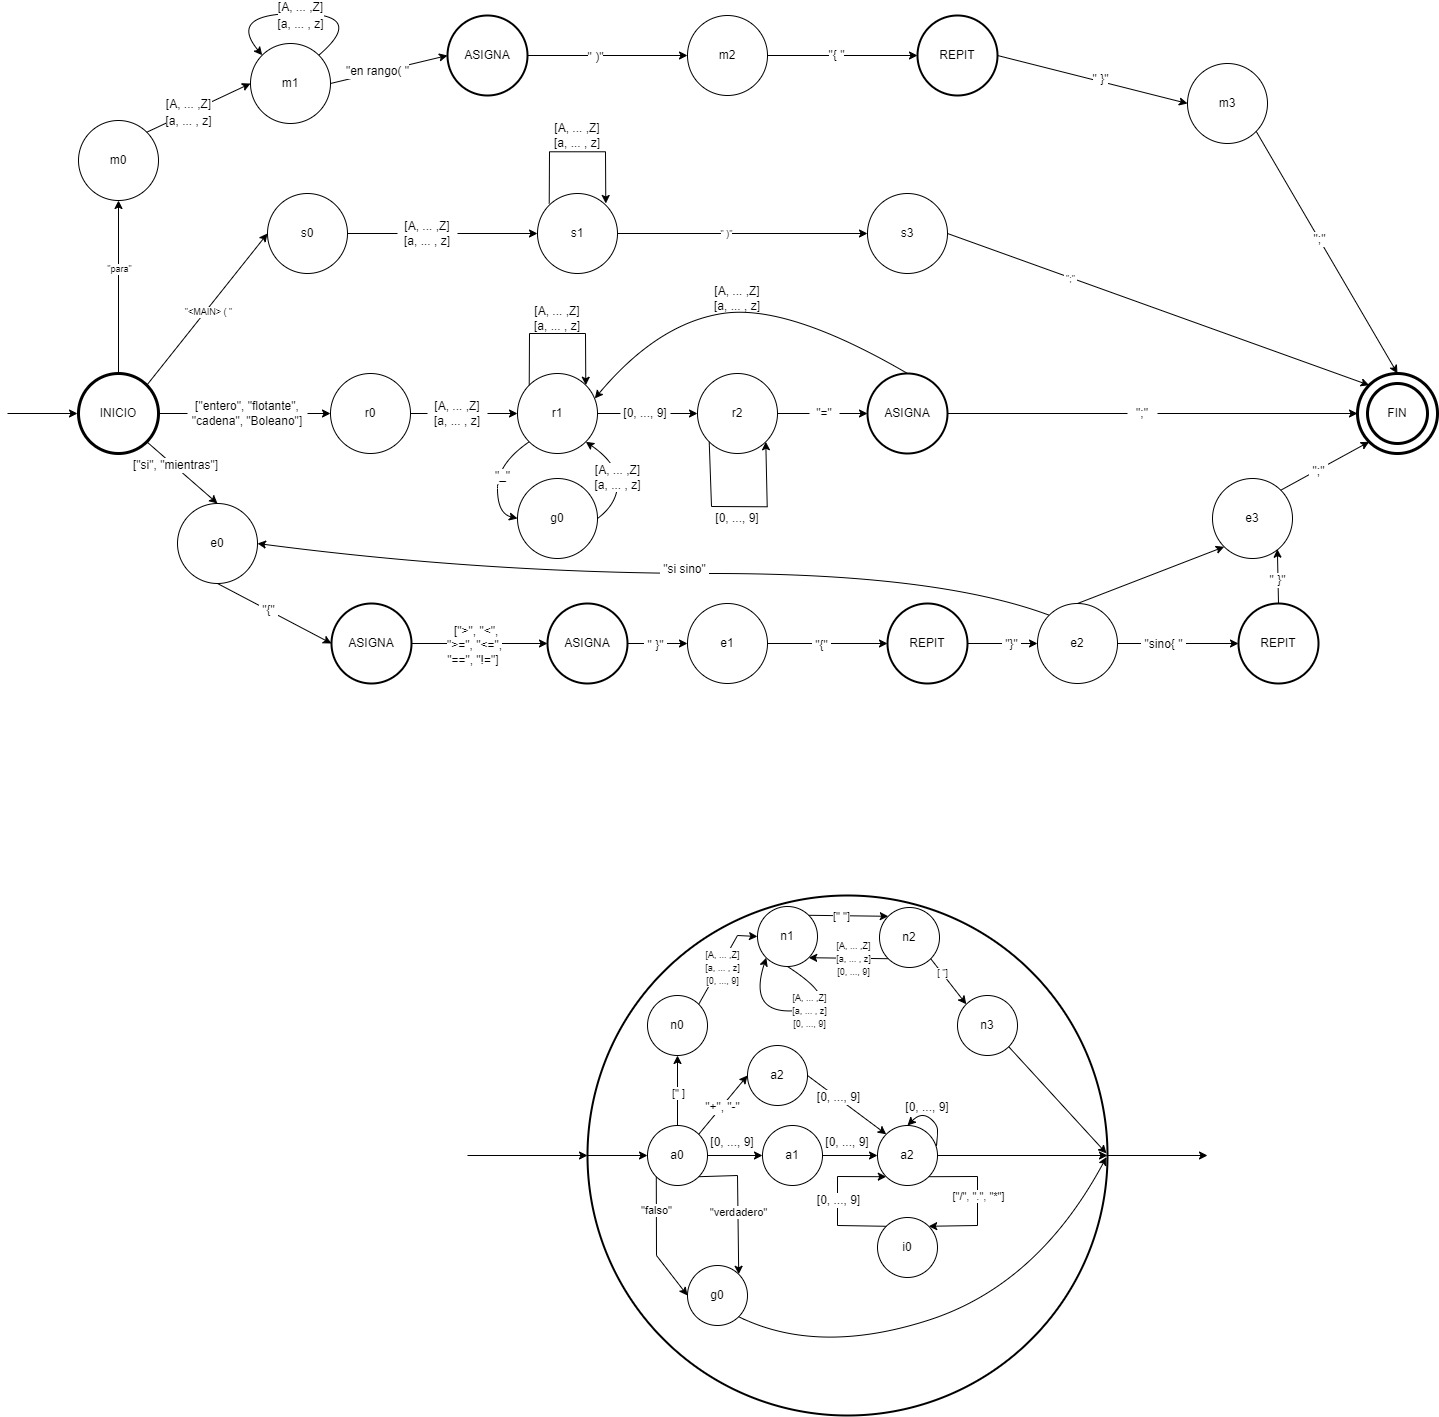 [A, ... ,Z]
[a, ... , z]
m1
"en rango( "
ASIGNA
" )"
m2
"{ "
REPIT
" }"
m3
[A, ... ,Z]
[a, ... , z]
m0
"para"
";"
[A, ... ,Z]
[a, ... , z]
s0
[A, ... ,Z]
[a, ... , z]
s1
" )"
s3
";"
"<MAIN> ( "
[A, ... ,Z]
[a, ... , z]
[A, ... ,Z]
[a, ... , z]
INICIO
["entero", "flotante",
"cadena", "Boleano"]
r0
[A, ... ,Z]
[a, ... , z]
r1
[0, ..., 9]
r2
"="
ASIGNA
";"
FIN
["si", "mientras"]
"_"
[A, ... ,Z]
[a, ... , z]
g0
[0, ..., 9]
";"
e3
e0
"si sino"
" }"
"{"
ASIGNA
[">", "<",
">=", "<=",
"==", "!="]
ASIGNA
" }"
e1
"{"
REPIT
"}"
e2
"sino{ "
REPIT
n1
[" "]
n2
[A, ... ,Z]
[a, ... , z]
[0, ..., 9]
[A, ... ,Z]
[a, ... , z]
[0, ..., 9]
[ "]
[A, ... ,Z]
[a, ... , z]
[0, ..., 9]
n0
n3
a2
[" ]
"+", "-"
[0, ..., 9]
[0, ..., 9]
a0
[0, ..., 9]
a1
[0, ..., 9]
a2
"falso"
"verdadero"
[0, ..., 9]
["/", ".", "*"]
i0
g0